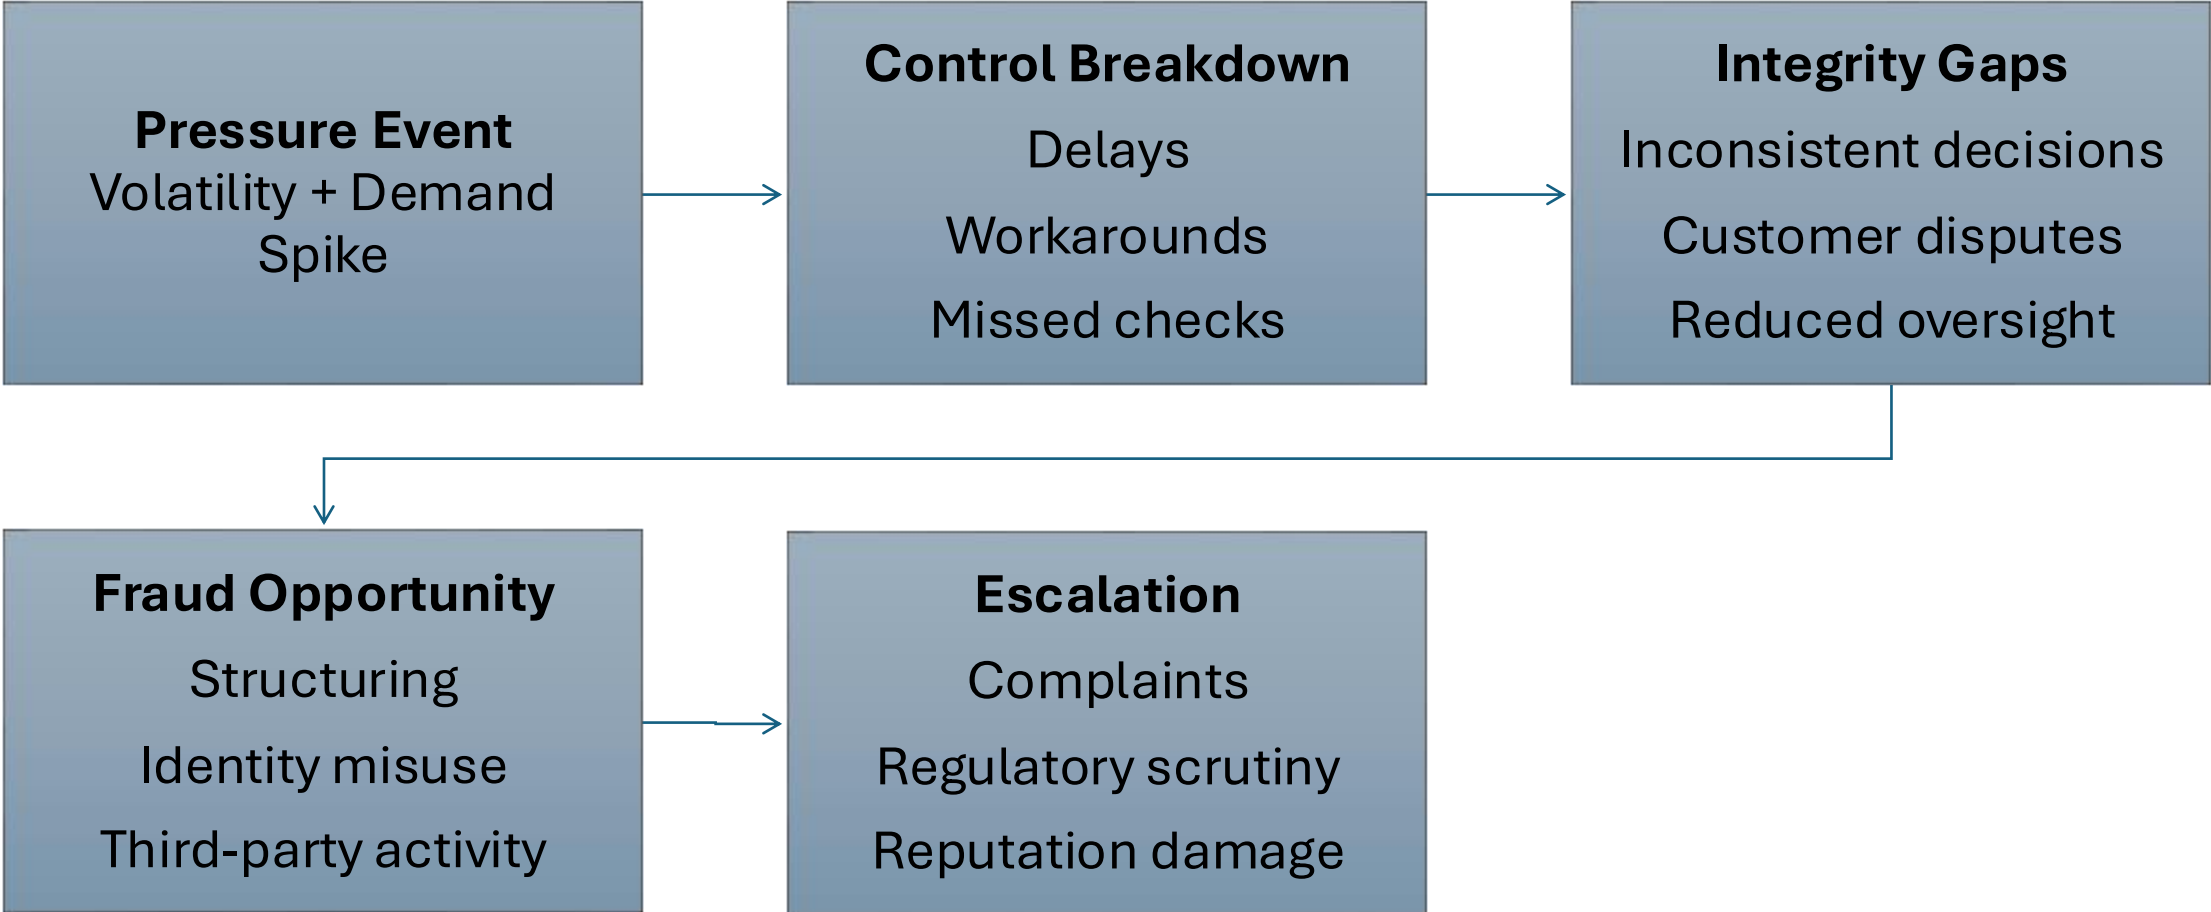 Pressure Event
Volatility + Demand
Spike
Control Breakdown
Delays
Workarounds
Missed checks
Integrity Gaps
Inconsistent decisions
Customer disputes
Reduced oversight
Fraud Opportunity
Structuring
Identity misuse
Third-party activity
Escalation
Complaints
Regulatory scrutiny
Reputation damage